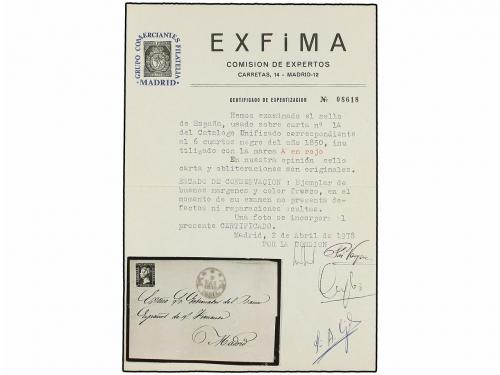 GRUPO COMERCIANTES FILATELIA
MADRID
EXFiMA
COMISION DE EXPERTOS
CARRETAS, 14 - MADRID-12
CERTIFICADO DE EXPERTIZACION Nº 08618
Hemos examinado el sello
de España, usado sobre carta nº 1A
del Catalogo Unificado correspondiente
al 6 cuartos negro del año 1850, inu
tiligado con la marca A en rojo
En nuestra opinión sello
carta y obliteraciones son originales.
ESTADO DE CONSERVACION : Ejemplar de
buenos margenes y color fresco, en
el momento de su examen no presenta de-
fectos ni reparaciones ocultas.
Una foto se incorpora al
presente CERTIFICADO.
Madrid, 2 de Abril de 1978
POR LA COMISION
Madrid